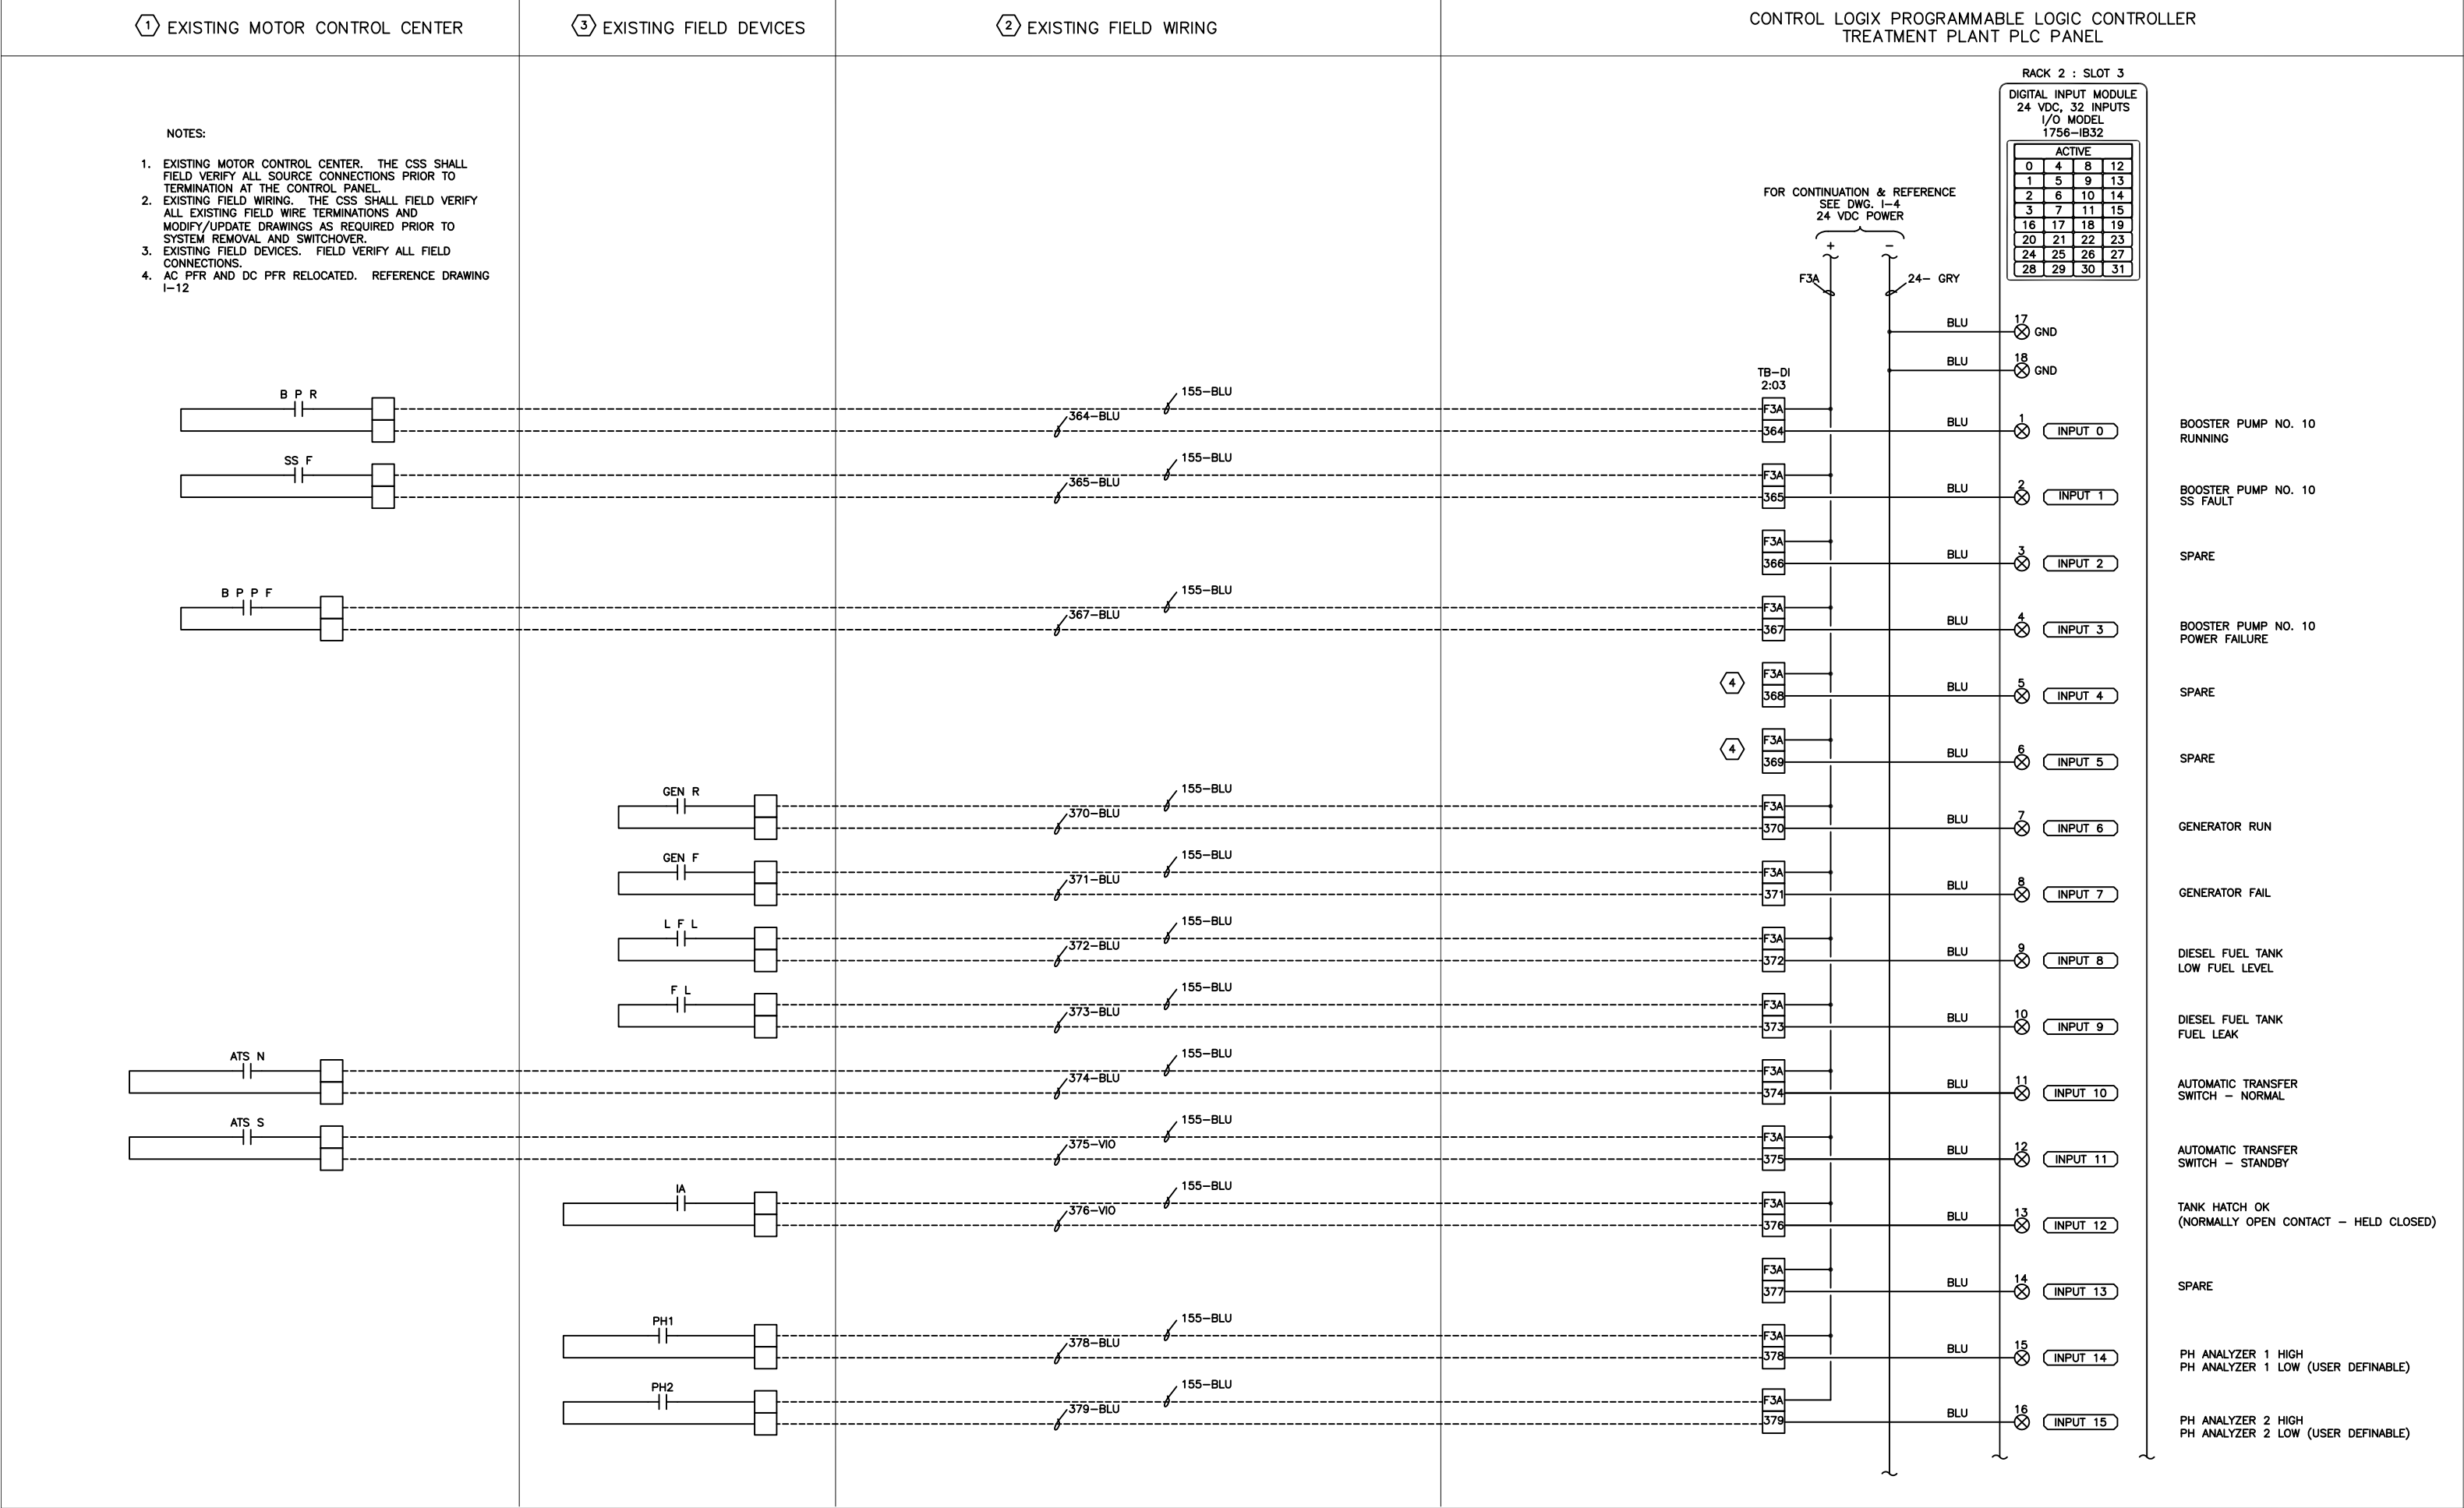 1 EXISTING MOTOR CONTROL CENTER
3 EXISTING FIELD DEVICES
2 EXISTING FIELD WIRING
CONTROL LOGIX PROGRAMMABLE LOGIC CONTROLLER
TREATMENT PLANT PLC PANEL
NOTES:
1. EXISTING MOTOR CONTROL CENTER. THE CSS SHALL
FIELD VERIFY ALL SOURCE CONNECTIONS PRIOR TO
TERMINATION AT THE CONTROL PANEL.
2. EXISTING FIELD WIRING. THE CSS SHALL FIELD VERIFY
ALL EXISTING FIELD WIRE TERMINATIONS AND
MODIFY/UPDATE DRAWINGS AS REQUIRED PRIOR TO
SYSTEM REMOVAL AND SWITCHOVER.
3. EXISTING FIELD DEVICES. FIELD VERIFY ALL FIELD
CONNECTIONS.
4. AC PFR AND DC PFR RELOCATED. REFERENCE DRAWING
I-12
RACK 2 : SLOT 3
DIGITAL INPUT MODULE
24 VDC, 32 INPUTS
I/O MODEL
1756-IB32
ACTIVE
0 4 8 12
1 5 9 13
2 6 10 14
3 7 11 15
16 17 18 19
20 21 22 23
24 25 26 27
28 29 30 31
FOR CONTINUATION & REFERENCE
SEE DWG. I-4
24 VDC POWER
+ -
F3A
24- GRY
BLU 17 GND
BLU 18 GND
TB-DI
2:03
B P R
155-BLU
F3A
364-BLU
364 BLU 1 INPUT 0
BOOSTER PUMP NO. 10
RUNNING
SS F
155-BLU
F3A
365-BLU
365 BLU 2 INPUT 1
BOOSTER PUMP NO. 10
SS FAULT
F3A
366 BLU 3 INPUT 2
SPARE
B P P F
155-BLU
F3A
367-BLU
367 BLU 4 INPUT 3
BOOSTER PUMP NO. 10
POWER FAILURE
4
F3A
368 BLU 5 INPUT 4
SPARE
4
F3A
369 BLU 6 INPUT 5
SPARE
GEN R
155-BLU
F3A
370-BLU
370 BLU 7 INPUT 6
GENERATOR RUN
GEN F
155-BLU
F3A
371-BLU
371 BLU 8 INPUT 7
GENERATOR FAIL
L F L
155-BLU
F3A
372-BLU
372 BLU 9 INPUT 8
DIESEL FUEL TANK
LOW FUEL LEVEL
F L
155-BLU
F3A
373-BLU
373 BLU 10 INPUT 9
DIESEL FUEL TANK
FUEL LEAK
ATS N
155-BLU
F3A
374-BLU
374 BLU 11 INPUT 10
AUTOMATIC TRANSFER
SWITCH - NORMAL
ATS S
155-BLU
F3A
375-VIO
375 BLU 12 INPUT 11
AUTOMATIC TRANSFER
SWITCH - STANDBY
IA
155-BLU
F3A
376-VIO
376 BLU 13 INPUT 12
TANK HATCH OK
(NORMALLY OPEN CONTACT - HELD CLOSED)
F3A
377 BLU 14 INPUT 13
SPARE
PH1
155-BLU
F3A
378-BLU
378 BLU 15 INPUT 14
PH ANALYZER 1 HIGH
PH ANALYZER 1 LOW (USER DEFINABLE)
PH2
155-BLU
F3A
379-BLU
379 BLU 16 INPUT 15
PH ANALYZER 2 HIGH
PH ANALYZER 2 LOW (USER DEFINABLE)